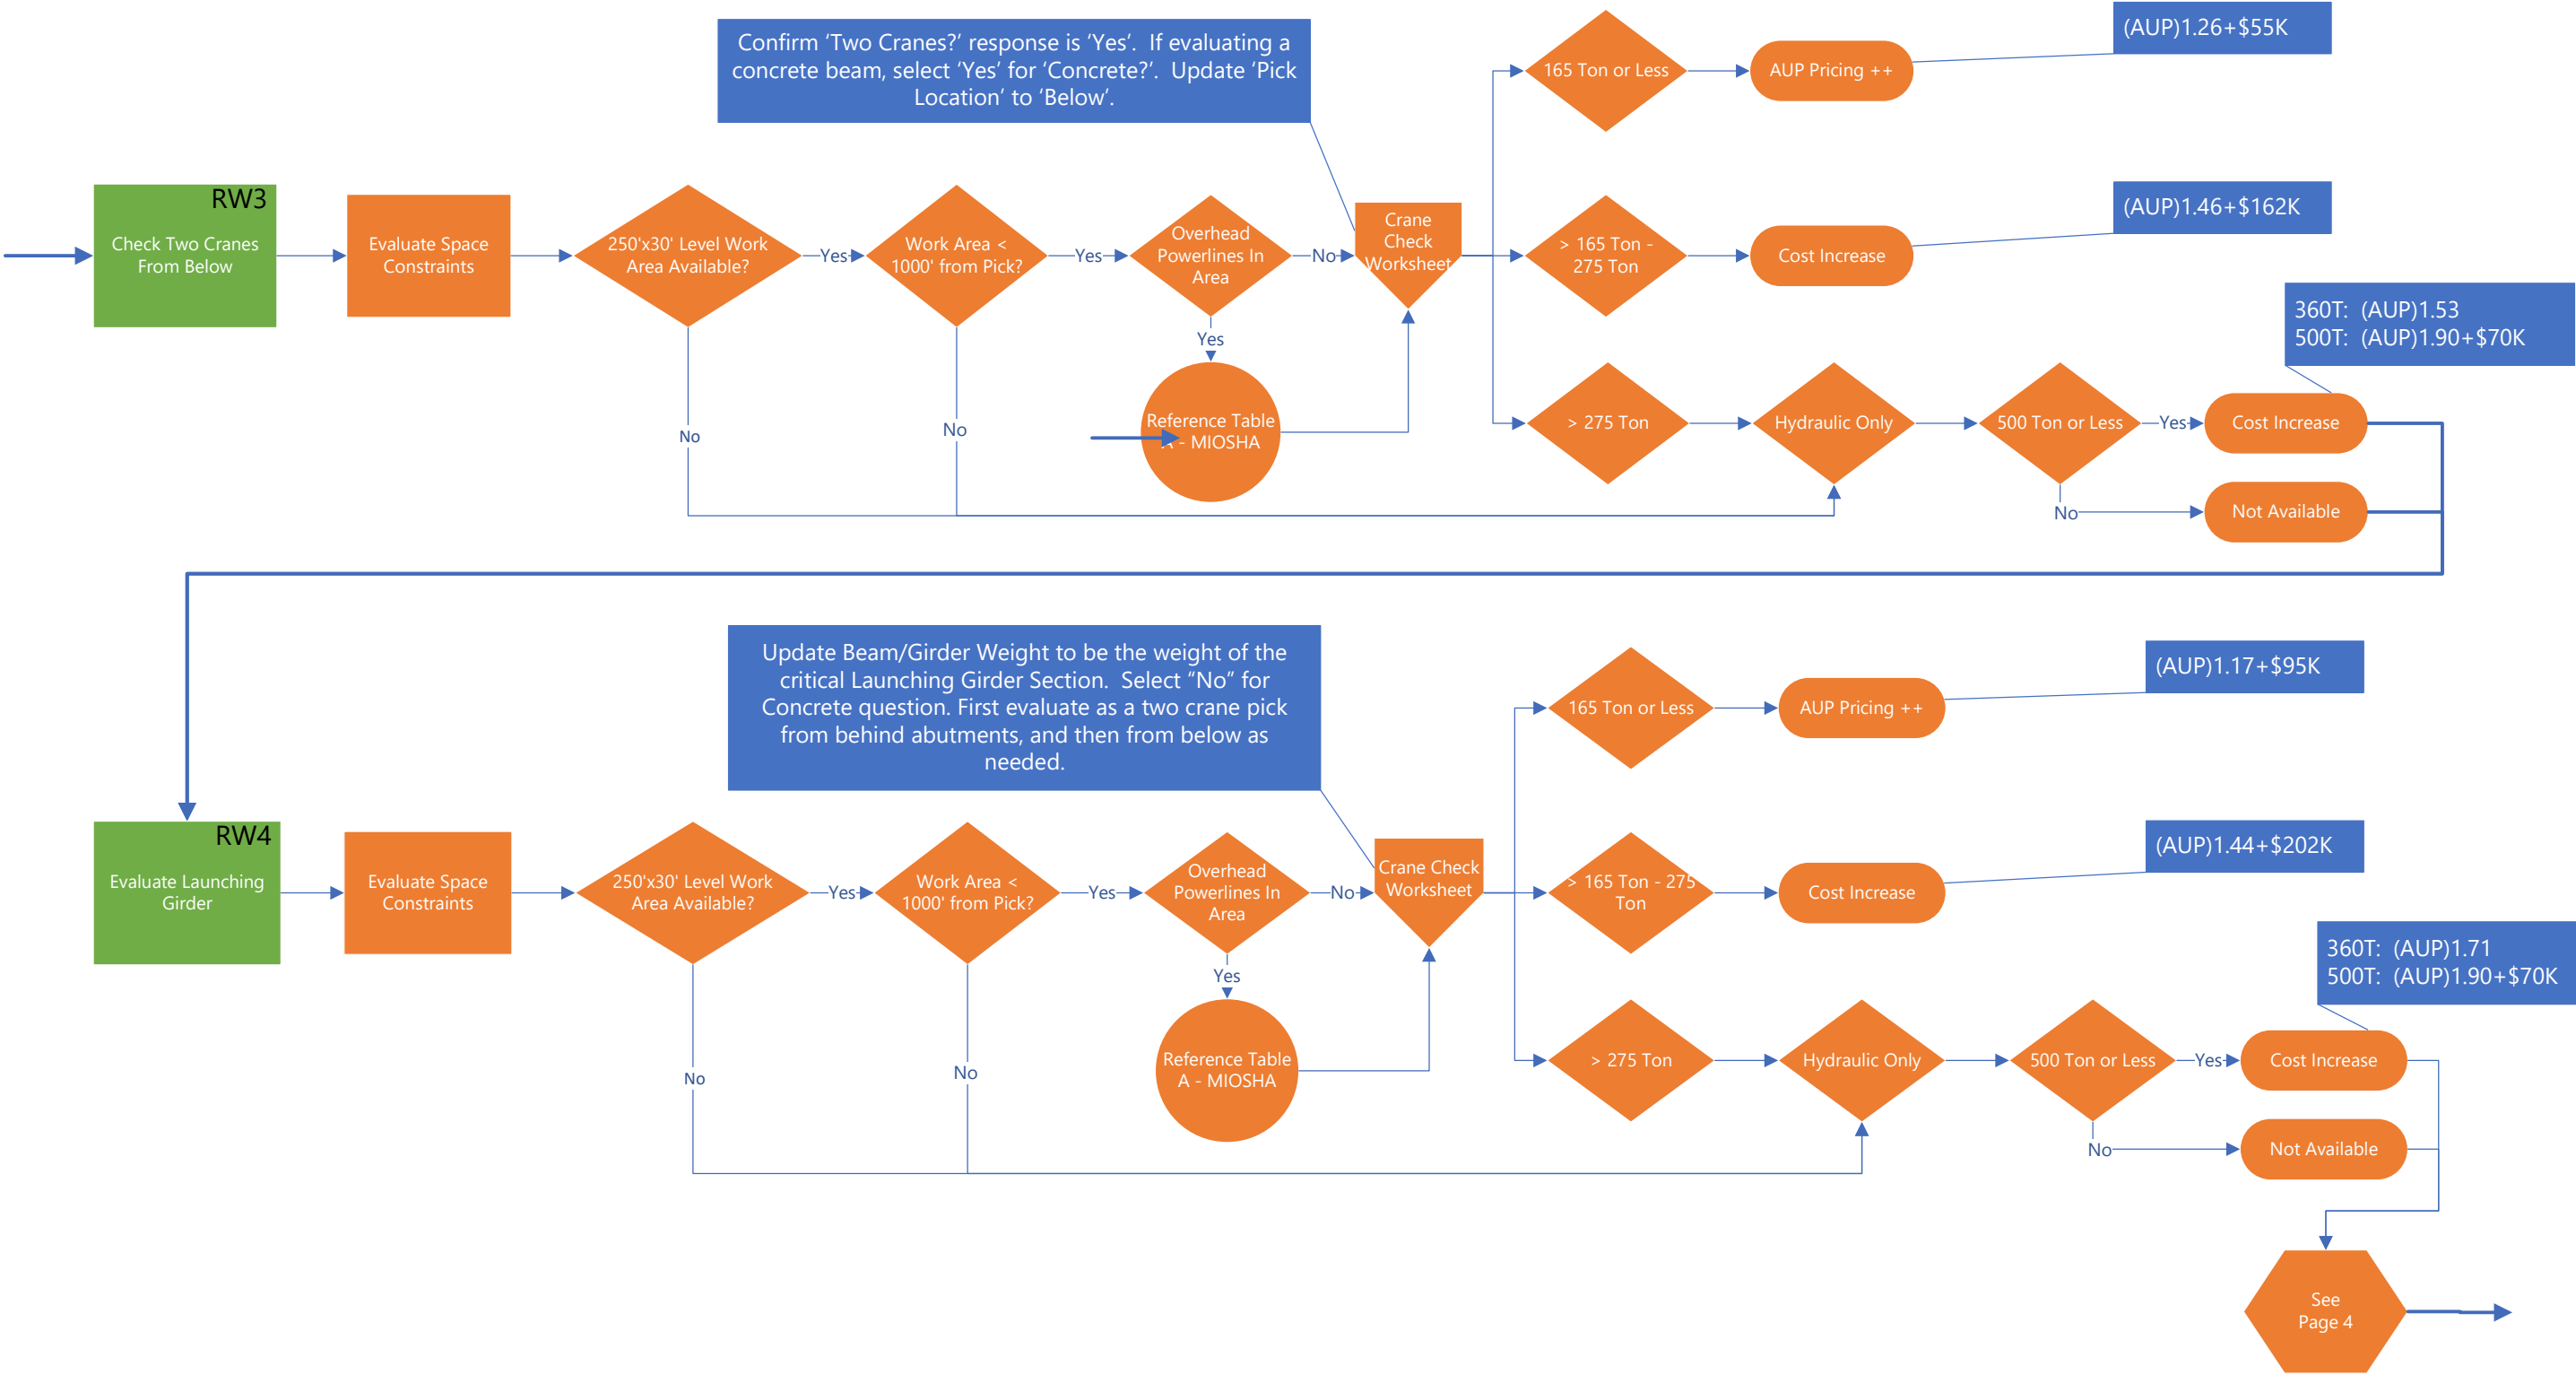 Confirm ‘Two Cranes?’ response is ‘Yes’.  If evaluating a
concrete beam, select ‘Yes’ for ‘Concrete?’.  Update ‘Pick
Location’ to ‘Below’.
165 Ton or Less
AUP Pricing ++
(AUP)1.26+$55K
RW3
Check Two Cranes
From Below
Evaluate Space
Constraints
250'x30' Level Work
Area Available?
Yes
Work Area <
1000' from Pick?
Yes
Overhead
Powerlines In
Area
No
Crane
Check
Worksheet
> 165 Ton -
275 Ton
Cost Increase
(AUP)1.46+$162K
Yes
Reference Table
A - MIOSHA
No
No
> 275 Ton
Hydraulic Only
500 Ton or Less
Yes
Cost Increase
360T:  (AUP)1.53
500T:  (AUP)1.90+$70K
No
Not Available
Update Beam/Girder Weight to be the weight of the
critical Launching Girder Section.  Select “No” for
Concrete question. First evaluate as a two crane pick
from behind abutments, and then from below as
needed.
165 Ton or Less
AUP Pricing ++
(AUP)1.17+$95K
RW4
Evaluate Launching
Girder
Evaluate Space
Constraints
250'x30' Level Work
Area Available?
Yes
Work Area <
1000' from Pick?
Yes
Overhead
Powerlines In
Area
No
Crane Check
Worksheet
> 165 Ton - 275
Ton
Cost Increase
(AUP)1.44+$202K
Yes
Reference Table
A - MIOSHA
No
No
> 275 Ton
Hydraulic Only
500 Ton or Less
Yes
Cost Increase
360T:  (AUP)1.71
500T:  (AUP)1.90+$70K
No
Not Available
See
Page 4